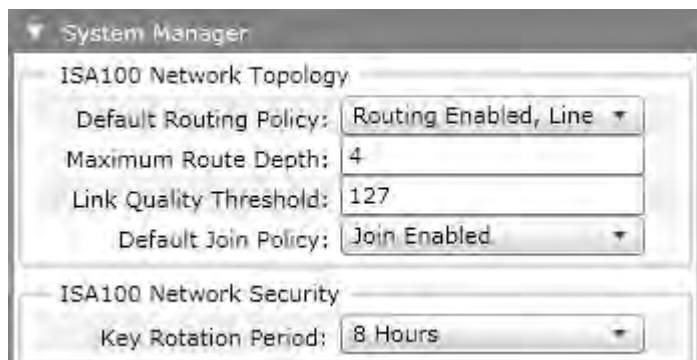 System Manager
ISA100 Network Topology
Default Routing Policy: Routing Enabled, Line
Maximum Route Depth: 4
Link Quality Threshold: 127
Default Join Policy: Join Enabled
ISA100 Network Security
Key Rotation Period: 8 Hours